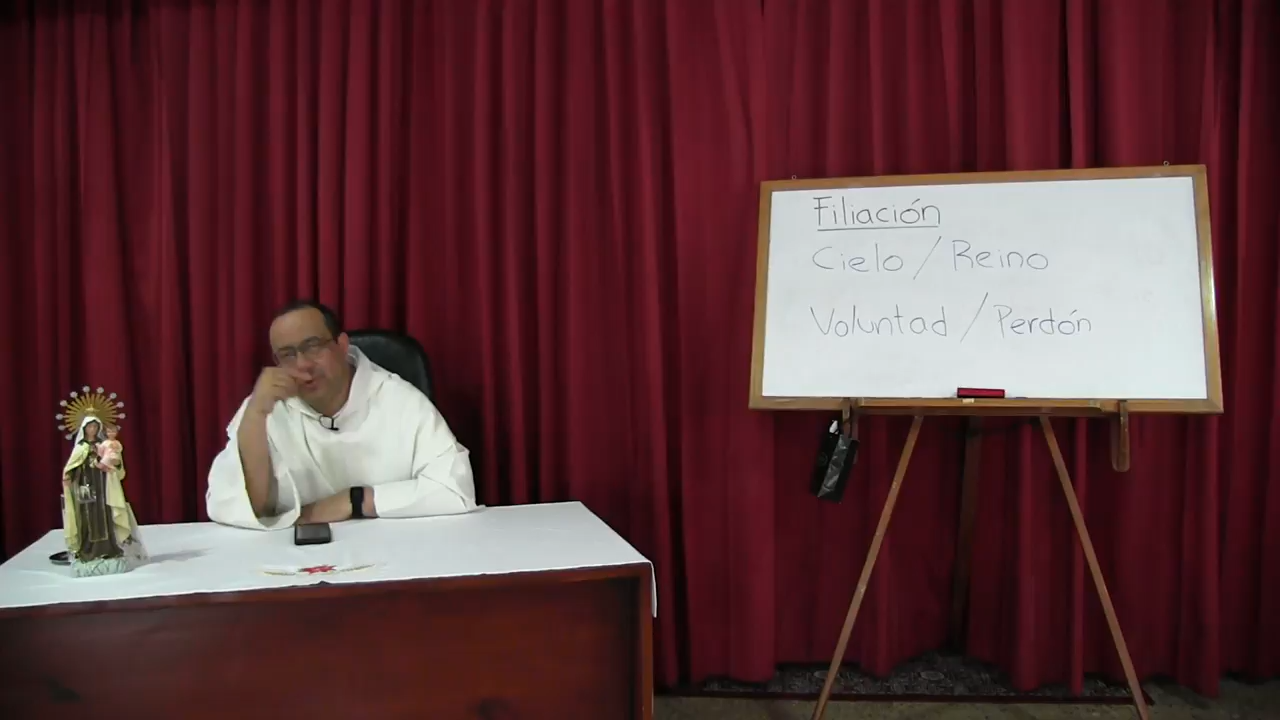 Filiación
Cielo / Reino
Voluntad / Perdón